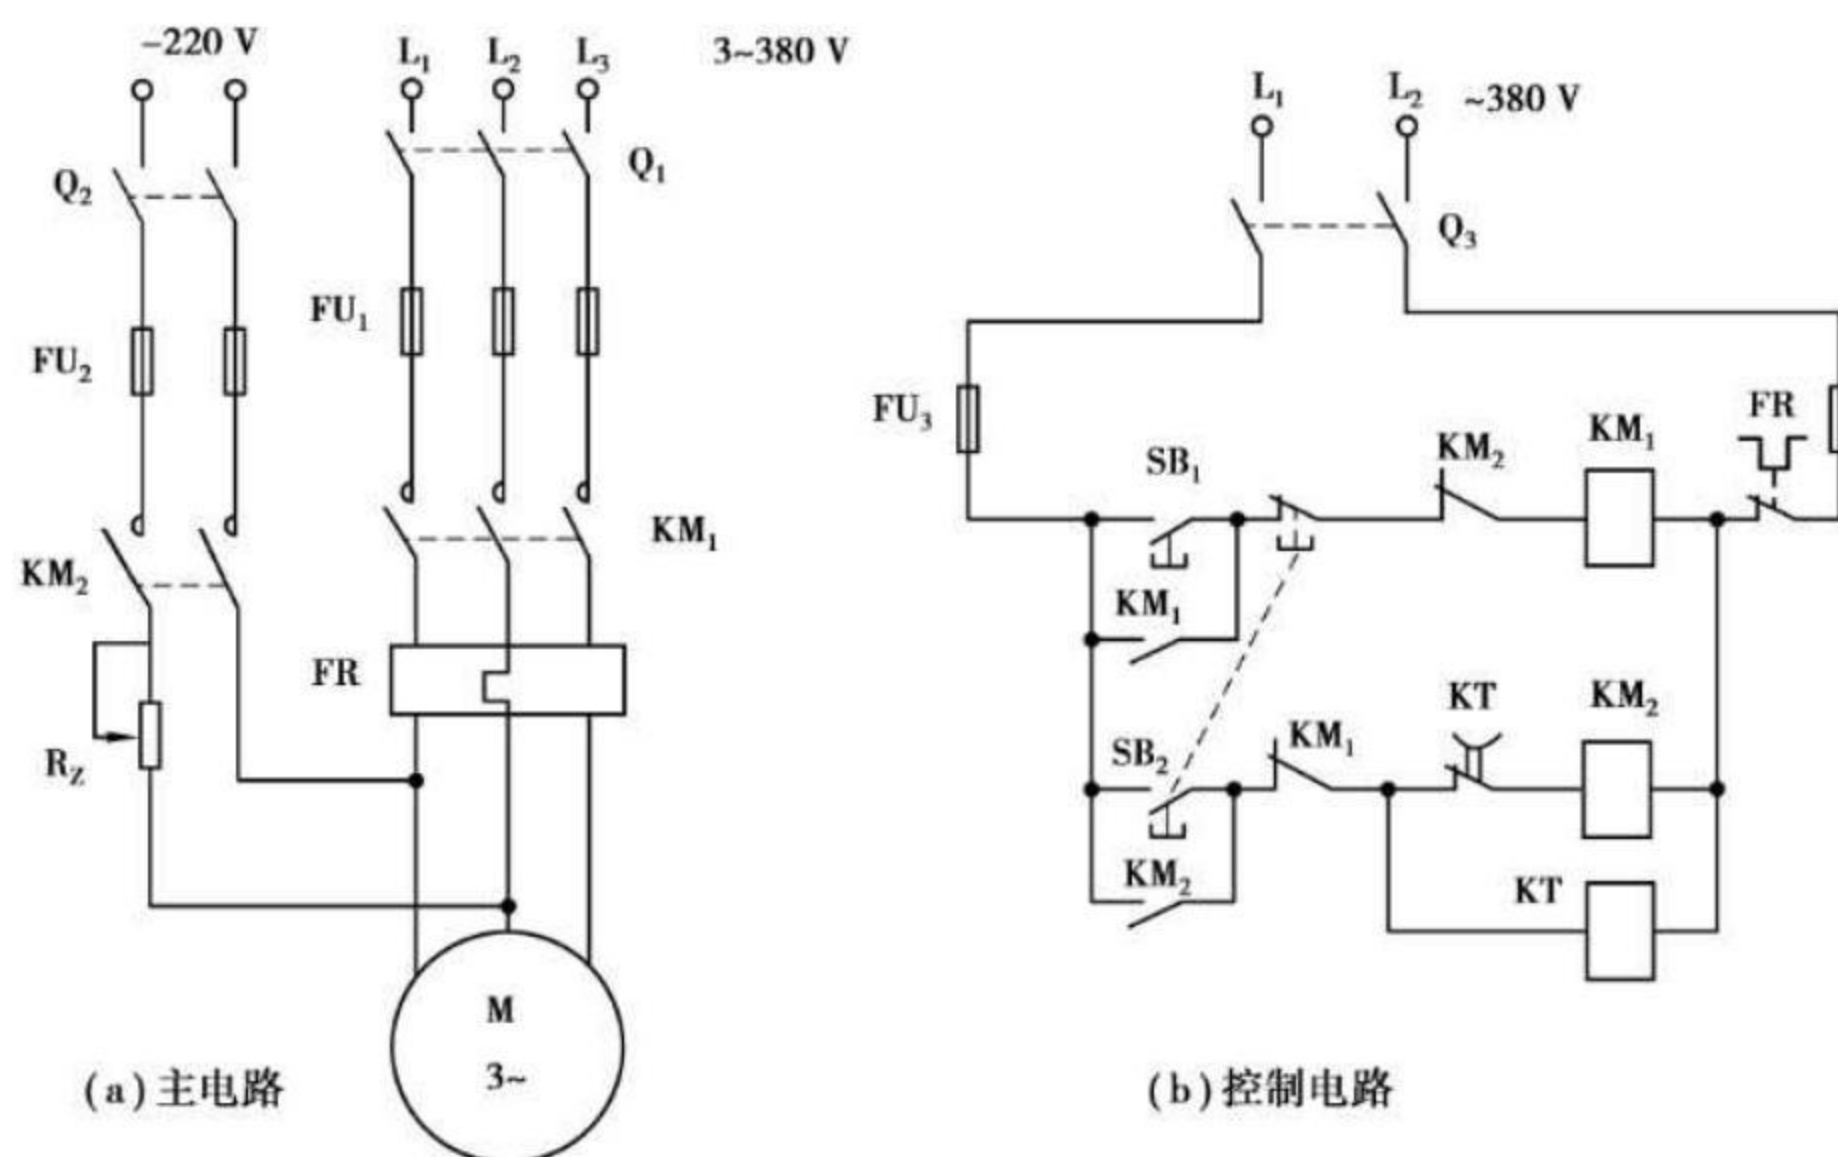 −220 V
L₁ L₂ L₃ 3~380 V
Q₂
Q₁
FU₁
FU₂
KM₁
KM₂
FR
R_Z
M
3~
(a)主电路
L₁ L₂ ~380 V
Q₃
FU₃
FR
SB₁
KM₂
KM₁
KM₁
SB₂
KM₁
KT
KM₂
KM₂
KT
(b)控制电路